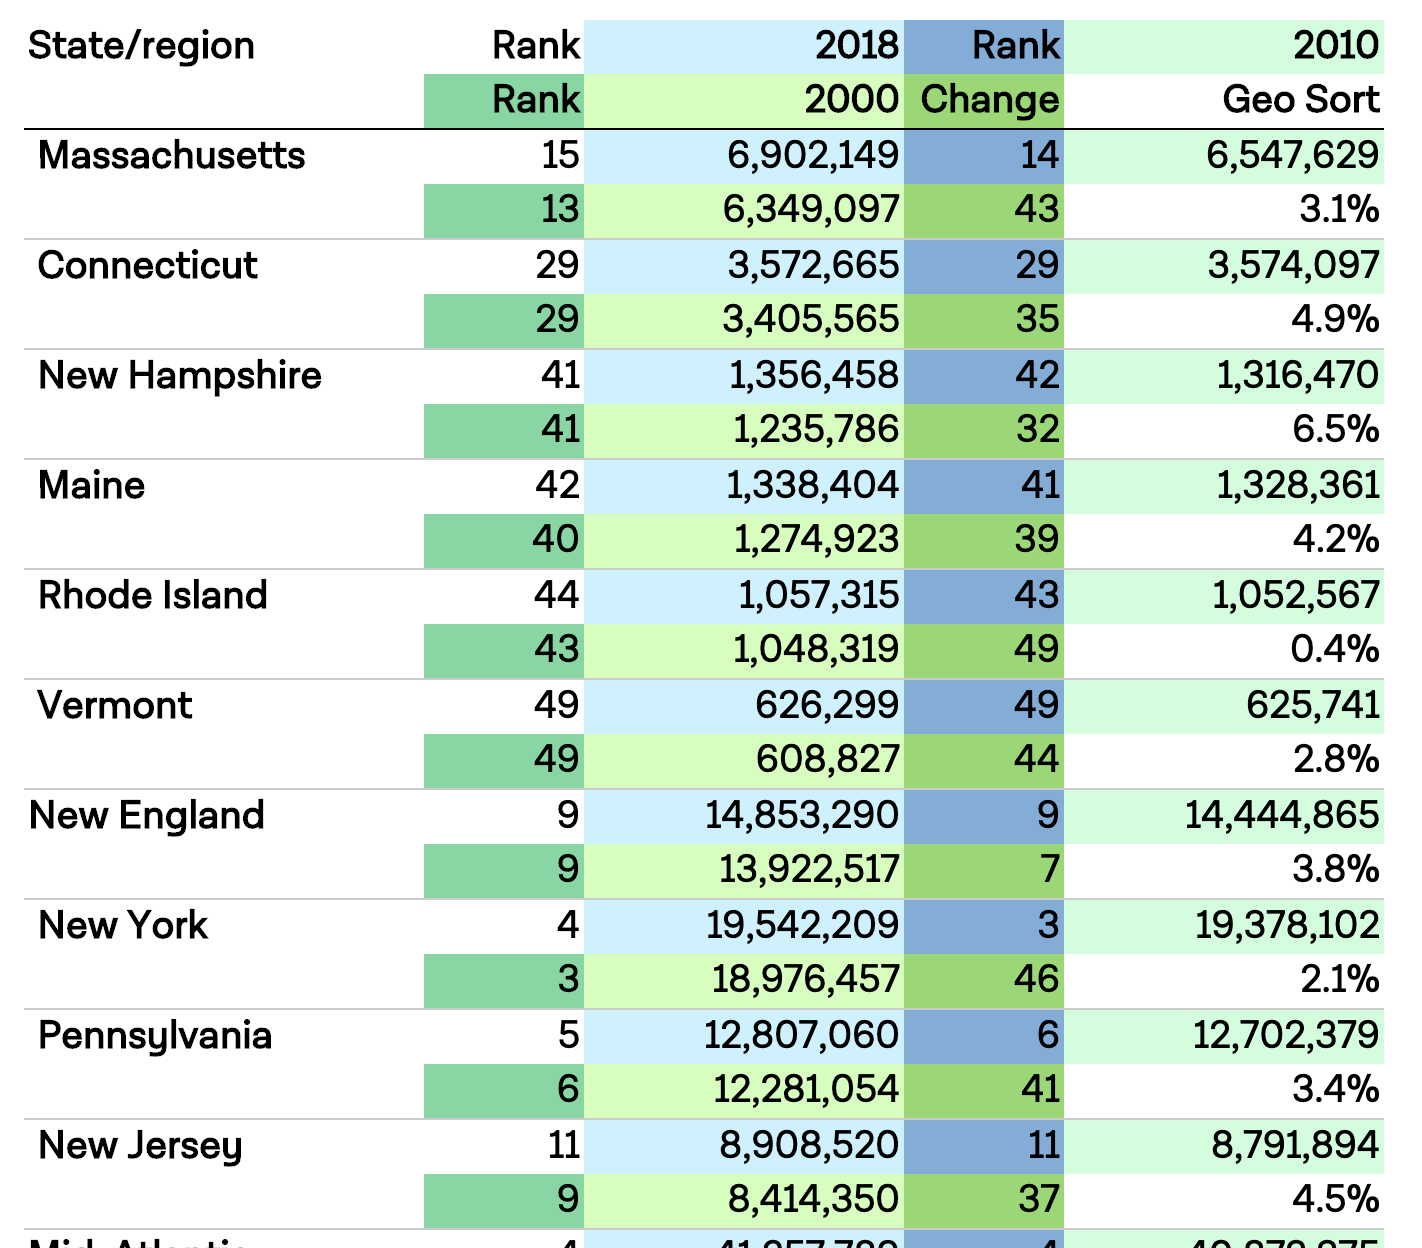 State/region Rank 2018 Rank 2010
Rank 2000 Change Geo Sort
Massachusetts 15 6,902,149 14 6,547,629
13 6,349,097 43 3.1%
Connecticut 29 3,572,665 29 3,574,097
29 3,405,565 35 4.9%
New Hampshire 41 1,356,458 42 1,316,470
41 1,235,786 32 6.5%
Maine 42 1,338,404 41 1,328,361
40 1,274,923 39 4.2%
Rhode Island 44 1,057,315 43 1,052,567
43 1,048,319 49 0.4%
Vermont 49 626,299 49 625,741
49 608,827 44 2.8%
New England 9 14,853,290 9 14,444,865
9 13,922,517 7 3.8%
New York 4 19,542,209 3 19,378,102
3 18,976,457 46 2.1%
Pennsylvania 5 12,807,060 6 12,702,379
6 12,281,054 41 3.4%
New Jersey 11 8,908,520 11 8,791,894
9 8,414,350 37 4.5%
Mid-Atlantic 4 4